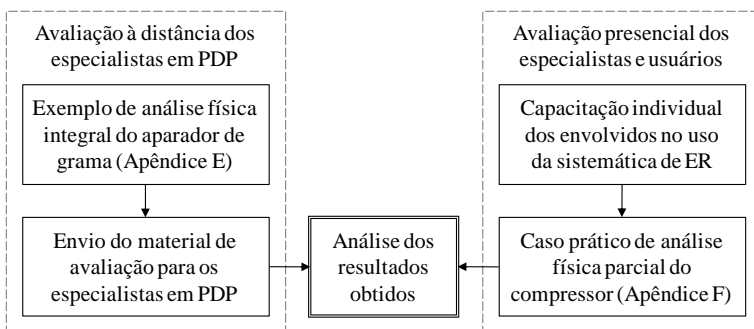 Avaliação à distância dos
especialistas em PDP
Exemplo de análise física
integral do aparador de
grama (Apêndice E)
Envio do material de
avaliação para os
especialistas em PDP
Análise dos
resultados
obtidos
Avaliação presencial dos
especialistas e usuários
Capacitação individual
dos envolvidos no uso
da sistemática de ER
Caso prático de análise
física parcial do
compressor (Apêndice F)